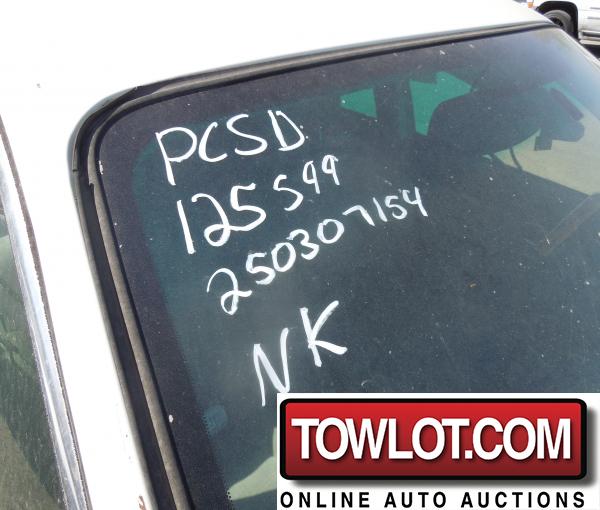 PCSD
125599
250307154
NK
TOWLOT.COM
ONLINE AUTO AUCTIONS